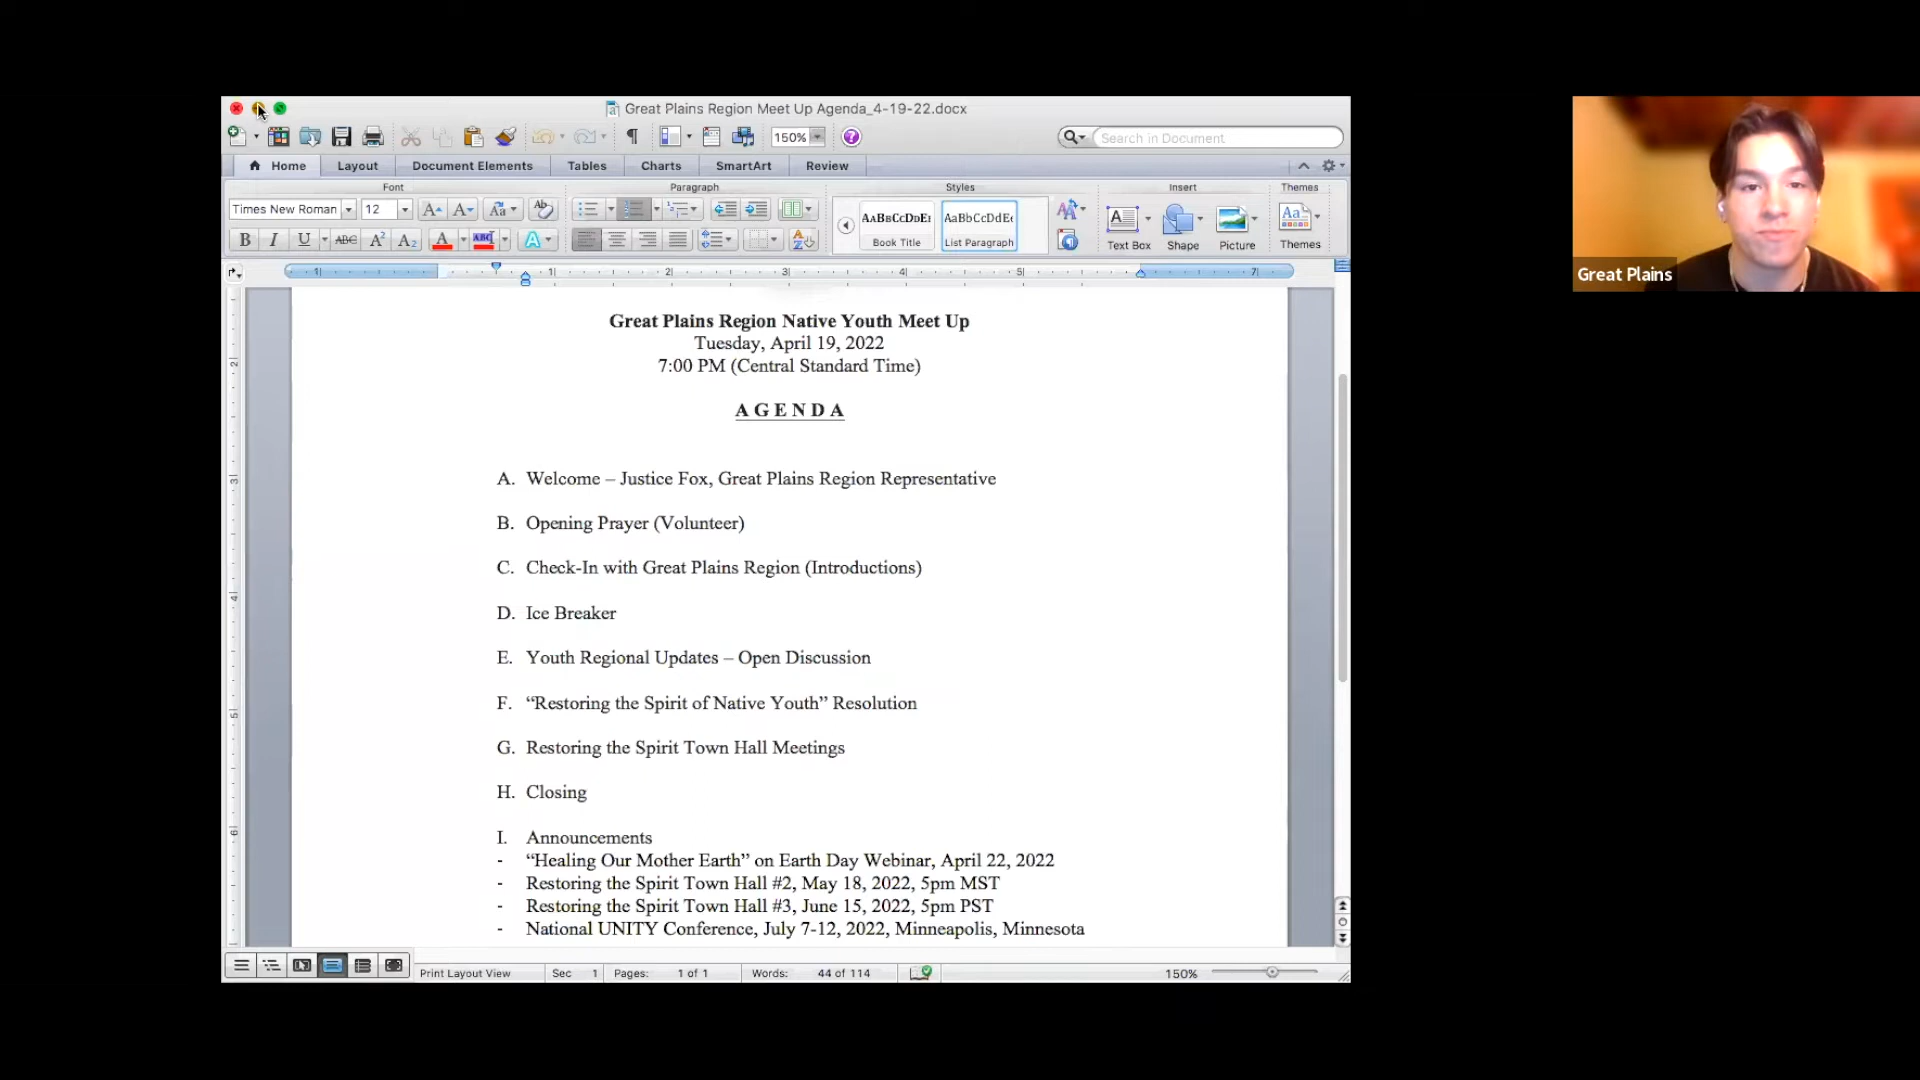 Great Plains Region Meet Up Agenda_4-19-22.docx
150%
Search in Document
Home Layout Document Elements Tables Charts SmartArt Review
Font Paragraph Styles Insert Themes
Times New Roman 12
AABBCCDDEI AaBbCcDdEe
Book Title List Paragraph
Text Box Shape Picture Themes
Great Plains
Great Plains Region Native Youth Meet Up
Tuesday, April 19, 2022
7:00 PM (Central Standard Time)
A G E N D A
A. Welcome – Justice Fox, Great Plains Region Representative
B. Opening Prayer (Volunteer)
C. Check-In with Great Plains Region (Introductions)
D. Ice Breaker
E. Youth Regional Updates – Open Discussion
F. “Restoring the Spirit of Native Youth” Resolution
G. Restoring the Spirit Town Hall Meetings
H. Closing
I. Announcements
- “Healing Our Mother Earth” on Earth Day Webinar, April 22, 2022
- Restoring the Spirit Town Hall #2, May 18, 2022, 5pm MST
- Restoring the Spirit Town Hall #3, June 15, 2022, 5pm PST
- National UNITY Conference, July 7-12, 2022, Minneapolis, Minnesota
Print Layout View Sec 1 Pages: 1 of 1 Words: 44 of 114 150%